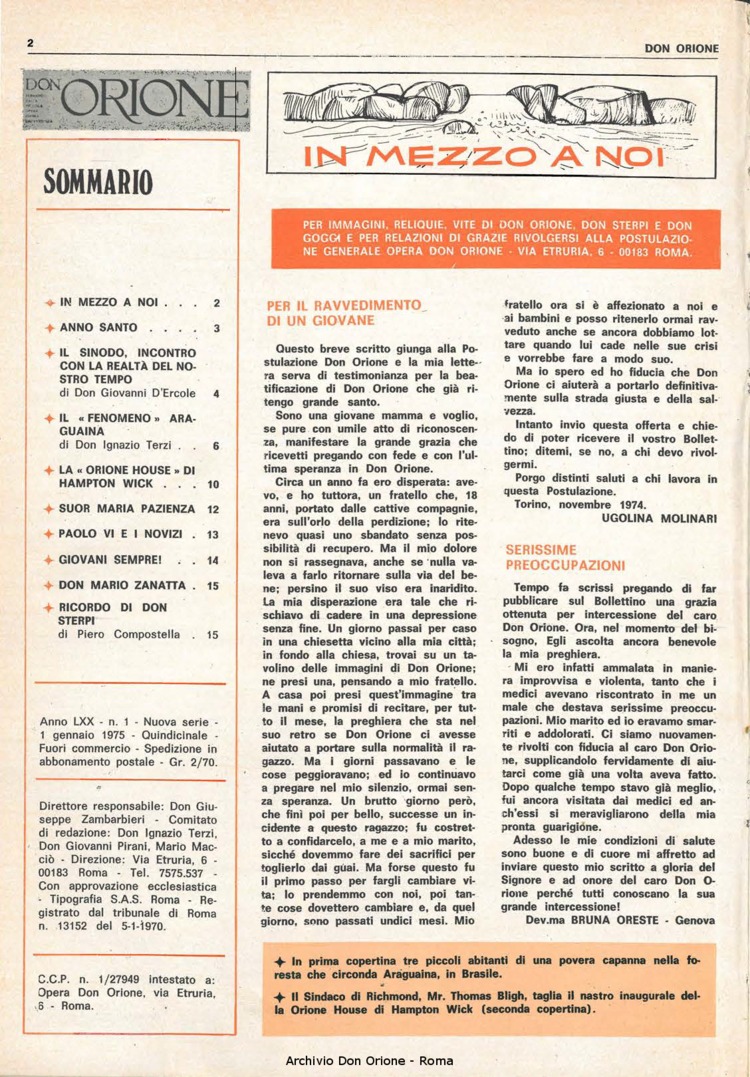 2
DON ORIONE
DON ORIONE
SOMMARIO
IN MEZZO A NOI . . . 2
ANNO SANTO . . . . 3
IL SINODO, INCONTRO
CON LA REALTÀ DEL NO-
STRO TEMPO
di Don Giovanni D'Ercole 4
IL « FENOMENO » ARA-
GUAINA
di Don Ignazio Terzi . . 6
LA « ORIONE HOUSE » DI
HAMPTON WICK . . . 10
SUOR MARIA PAZIENZA 12
PAOLO VI E I NOVIZI . 13
GIOVANI SEMPRE! . . 14
DON MARIO ZANATTA . 15
RICORDO DI DON
STERPI
di Piero Compostella . 15
Anno LXX - n. 1 - Nuova serie -
1 gennaio 1975 - Quindicinale -
Fuori commercio - Spedizione in
abbonamento postale - Gr. 2/70.
Direttore responsabile: Don Giu-
seppe Zambarbieri - Comitato
di redazione: Don Ignazio Terzi,
Don Giovanni Pirani, Mario Mac-
ciò - Direzione: Via Etruria, 6 -
00183 Roma - Tel. 7575.537 -
Con approvazione ecclesiastica
- Tipografia S.A.S. Roma - Re-
gistrato dal tribunale di Roma
n. 13152 del 5-1-1970.
C.C.P. n. 1/27949 intestato a:
Opera Don Orione, via Etruria,
6 - Roma.
IN MEZZO A NOI
PER IMMAGINI, RELIQUIE, VITE DI DON ORIONE, DON STERPI E DON
GOGGI E PER RELAZIONI DI GRAZIE RIVOLGERSI ALLA POSTULAZIO-
NE GENERALE OPERA DON ORIONE - VIA ETRURIA, 6 - 00183 ROMA.
PER IL RAVVEDIMENTO
DI UN GIOVANE
Questo breve scritto giunga alla Po-
stulazione Don Orione e la mia lette-
ra serva di testimonianza per la bea-
tificazione di Don Orione che già ri-
tengo grande santo.
Sono una giovane mamma e voglio,
se pure con umile atto di riconoscen-
za, manifestare la grande grazia che
ricevetti pregando con fede e con l'ul-
tima speranza in Don Orione.
Circa un anno fa ero disperata: ave-
vo, e ho tuttora, un fratello che, 18
anni, portato dalle cattive compagnie,
era sull'orlo della perdizione; lo rite-
nevo quasi uno sbandato senza pos-
sibilità di recupero. Ma il mio dolore
non si rassegnava, anche se nulla va-
leva a farlo ritornare sulla via del be-
ne; persino il suo viso era inaridito.
La mia disperazione era tale che ri-
schiavo di cadere in una depressione
senza fine. Un giorno passai per caso
in una chiesetta vicino alla mia città;
in fondo alla chiesa, trovai su un ta-
volino delle immagini di Don Orione;
ne presi una, pensando a mio fratello.
A casa poi presi quest'immagine tra
le mani e promisi di recitare, per tut-
to il mese, la preghiera che sta nel
suo retro se Don Orione ci avesse
aiutato a portare sulla normalità il ra-
gazzo. Ma i giorni passavano e le
cose peggioravano; ed io continuavo
a pregare nel mio silenzio, ormai sen-
za speranza. Un brutto giorno però,
che finì poi per bello, successe un in-
cidente a questo ragazzo; fu costret-
to a confidarcelo, a me e a mio marito,
sicché dovemmo fare dei sacrifici per
toglierlo dai guai. Ma forse questo fu
il primo passo per fargli cambiare vi-
ta; lo prendemmo con noi, poi tan-
te cose dovettero cambiare e, da quel
giorno, sono passati undici mesi. Mio
fratello ora si è affezionato a noi e
ai bambini e posso ritenerlo ormai rav-
veduto anche se ancora dobbiamo lot-
tare quando lui cade nelle sue crisi
e vorrebbe fare a modo suo.
Ma io spero ed ho fiducia che Don
Orione ci aiuterà a portarlo definitiva-
mente sulla strada giusta e della sal-
vezza.
Intanto invio questa offerta e chie-
do di poter ricevere il vostro Bollet-
tino; ditemi, se no, a chi devo rivol-
germi.
Porgo distinti saluti a chi lavora in
questa Postulazione.
Torino, novembre 1974.
UGOLINA MOLINARI
SERISSIME
PREOCCUPAZIONI
Tempo fa scrissi pregando di far
pubblicare sul Bollettino una grazia
ottenuta per intercessione del caro
Don Orione. Ora, nel momento del bi-
sogno, Egli ascolta ancora benevole
la mia preghiera.
Mi ero infatti ammalata in manie-
ra improvvisa e violenta, tanto che i
medici avevano riscontrato in me un
male che destava serissime preoccu-
pazioni. Mio marito ed io eravamo smar-
riti e addolorati. Ci siamo nuovamen-
te rivolti con fiducia al caro Don Orio-
ne, supplicandolo fervidamente di aiu-
tarci come già una volta aveva fatto.
Dopo qualche tempo stavo già meglio,
fui ancora visitata dai medici ed an-
ch'essi si meravigliarono della mia
pronta guarigione.
Adesso le mie condizioni di salute
sono buone e di cuore mi affretto ad
inviare questo mio scritto a gloria del
Signore e ad onore del caro Don O-
rione perché tutti conoscano la sua
grande intercessione!
Dev.ma BRUNA ORESTE - Genova
In prima copertina tre piccoli abitanti di una povera capanna nella fo-
resta che circonda Araguaina, in Brasile.
Il Sindaco di Richmond, Mr. Thomas Bligh, taglia il nastro inaugurale del-
la Orione House di Hampton Wick (seconda copertina).
Archivio Don Orione - Roma